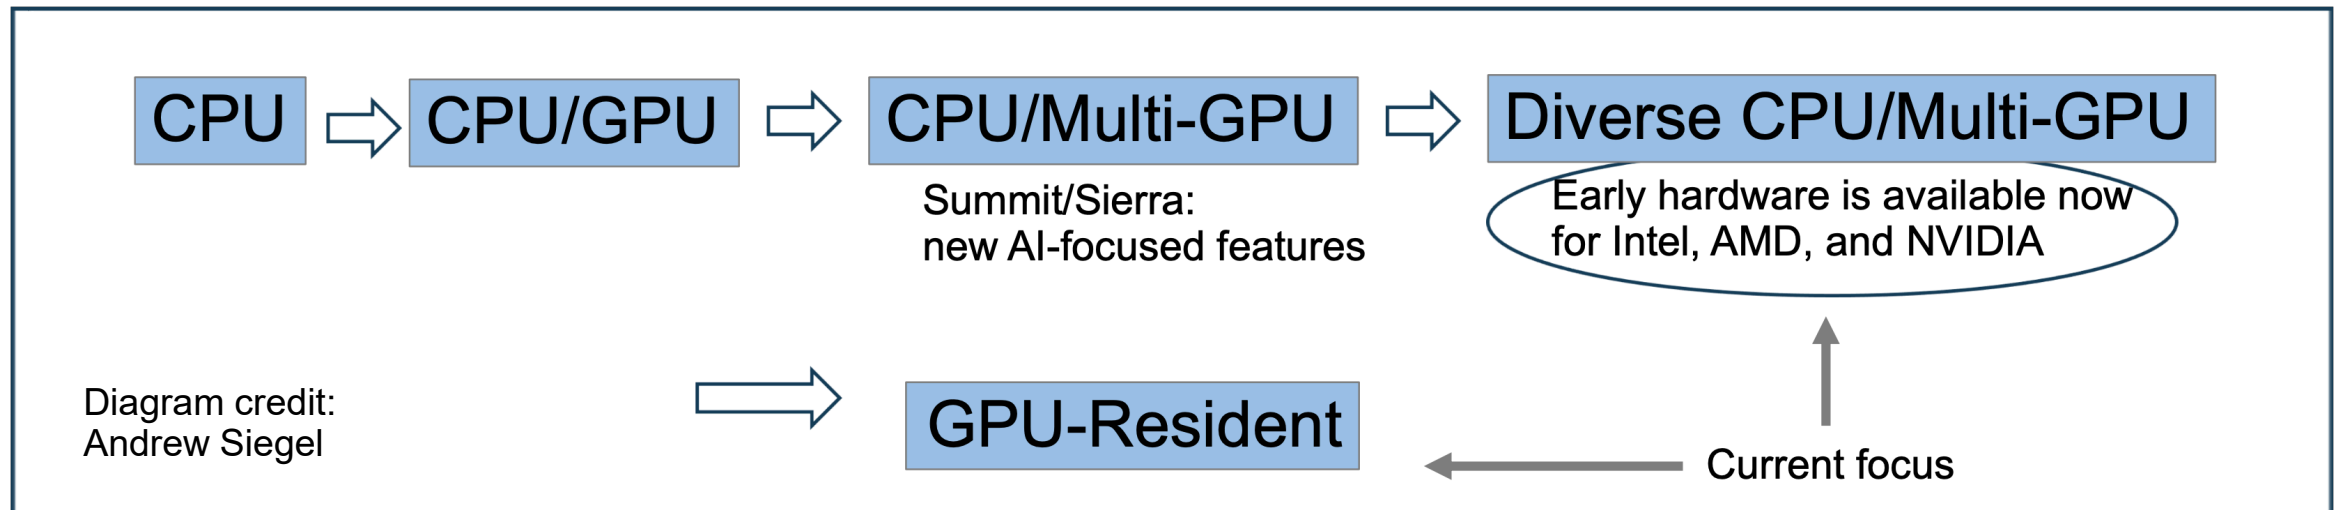 CPU
CPU/GPU
CPU/Multi-GPU
Diverse CPU/Multi-GPU
Summit/Sierra:
new AI-focused features
Early hardware is available now
for Intel, AMD, and NVIDIA
Diagram credit:
Andrew Siegel
GPU-Resident
Current focus